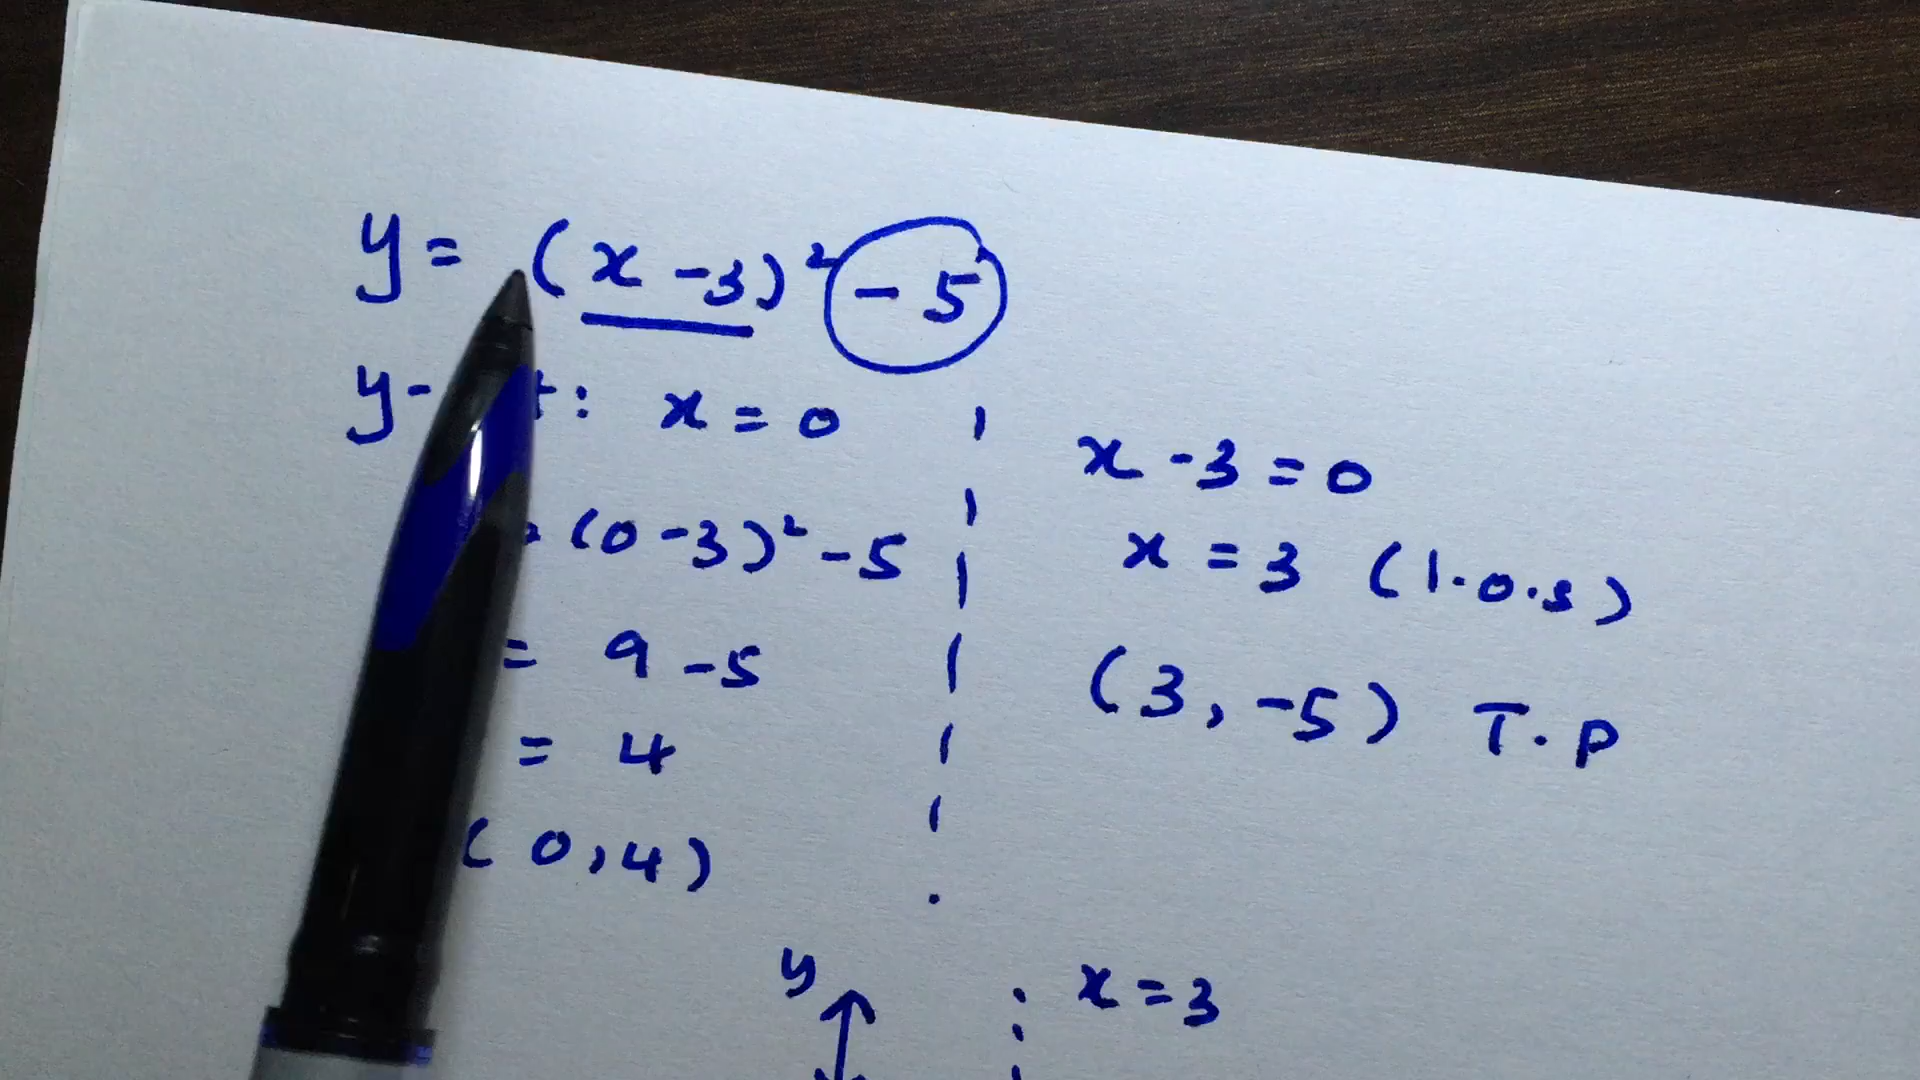 y = (x - 3)² - 5
y- t: x = 0
= (0 - 3)² - 5
= 9 - 5
= 4
(0, 4)
x - 3 = 0
x = 3 (l.o.s)
(3, -5) T.P
y
x = 3